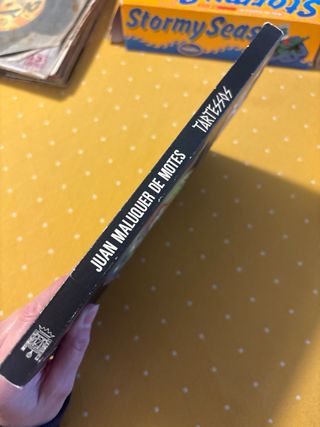 JUAN MALUQUER DE MOTES
TARTESSOS
Stormy Seas